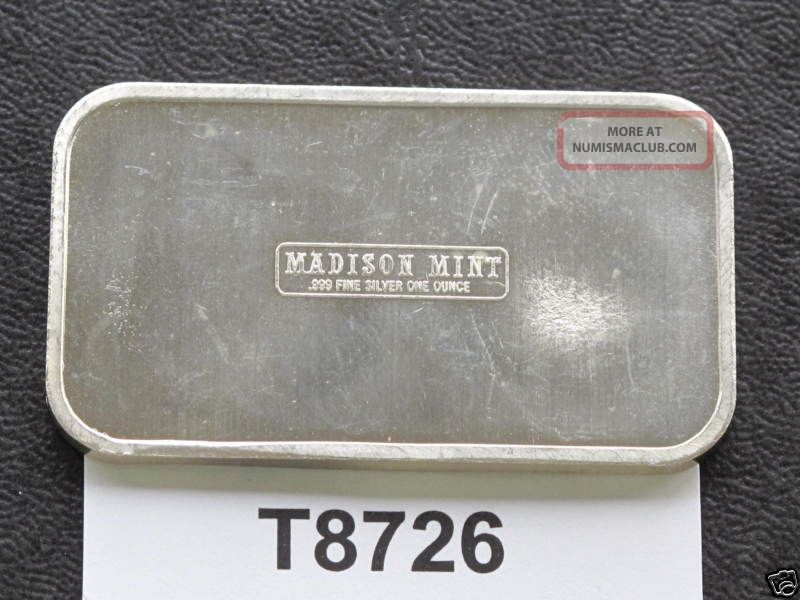 MORE AT
NUMISMACLUB.COM
MADISON MINT
.999 FINE SILVER ONE OUNCE
T8726